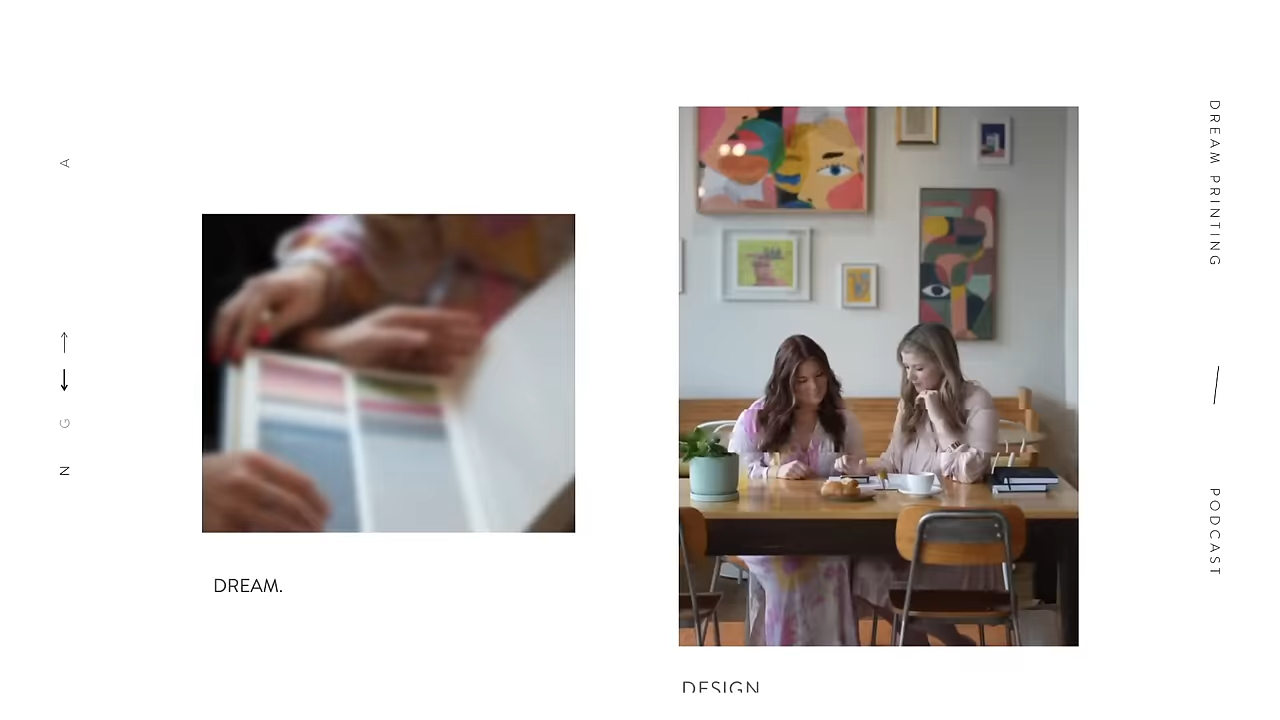 A
G
N
DREAM.
DESIGN
DREAM PRINTING
PODCAST